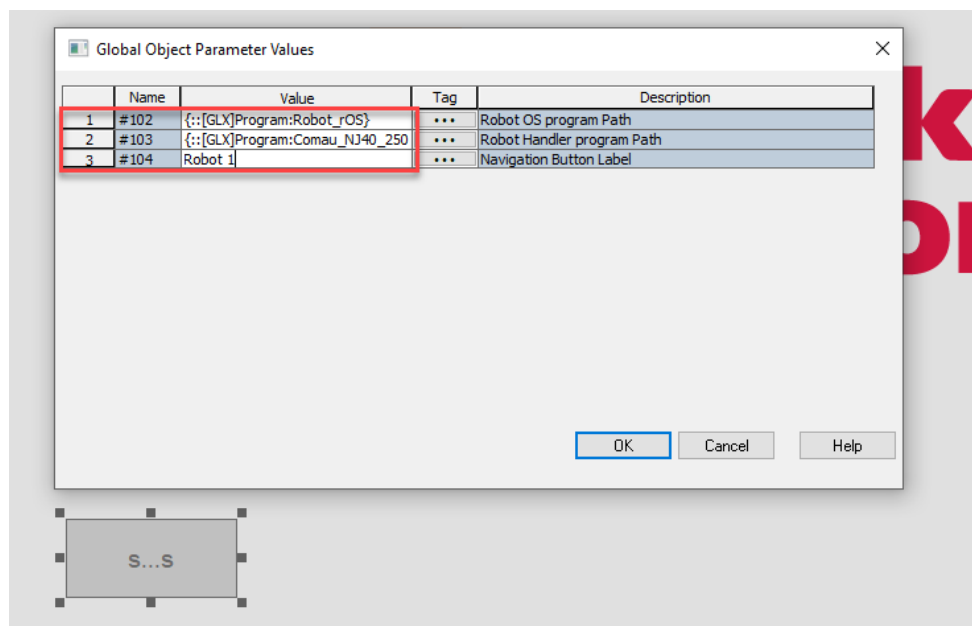 Global Object Parameter Values
Name Value Tag Description
1 #102 {::[GLX]Program:Robot_rOS} ••• Robot OS program Path
2 #103 {::[GLX]Program:Comau_NJ40_250 ••• Robot Handler program Path
3 #104 Robot 1 ••• Navigation Button Label
k
OK Cancel Help
S...S